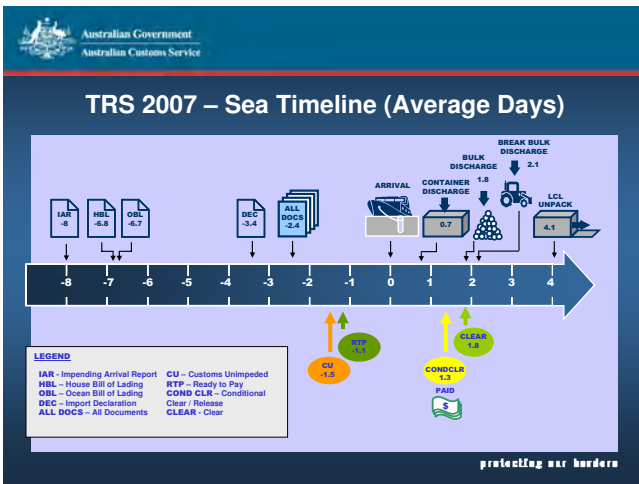 Australian Government
Australian Customs Service
TRS 2007 – Sea Timeline (Average Days)
BREAK BULK
DISCHARGE
2.1
BULK
DISCHARGE
1.8
ARRIVAL
CONTAINER
DISCHARGE
0.7
LCL
UNPACK
4.1
IAR
-8
HBL
-6.8
OBL
-6.7
DEC
-3.4
ALL
DOCS
-2.4
-8 -7 -6 -5 -4 -3 -2 -1 0 1 2 3 4
CU
-1.5
RTP
-1.1
CONDCLR
1.3
CLEAR
1.8
PAID
$
LEGEND
IAR - Impending Arrival Report CU – Customs Unimpeded
HBL – House Bill of Lading RTP – Ready to Pay
OBL – Ocean Bill of Lading COND CLR – Conditional
DEC – Import Declaration Clear / Release
ALL DOCS – All Documents CLEAR - Clear
protecting our borders